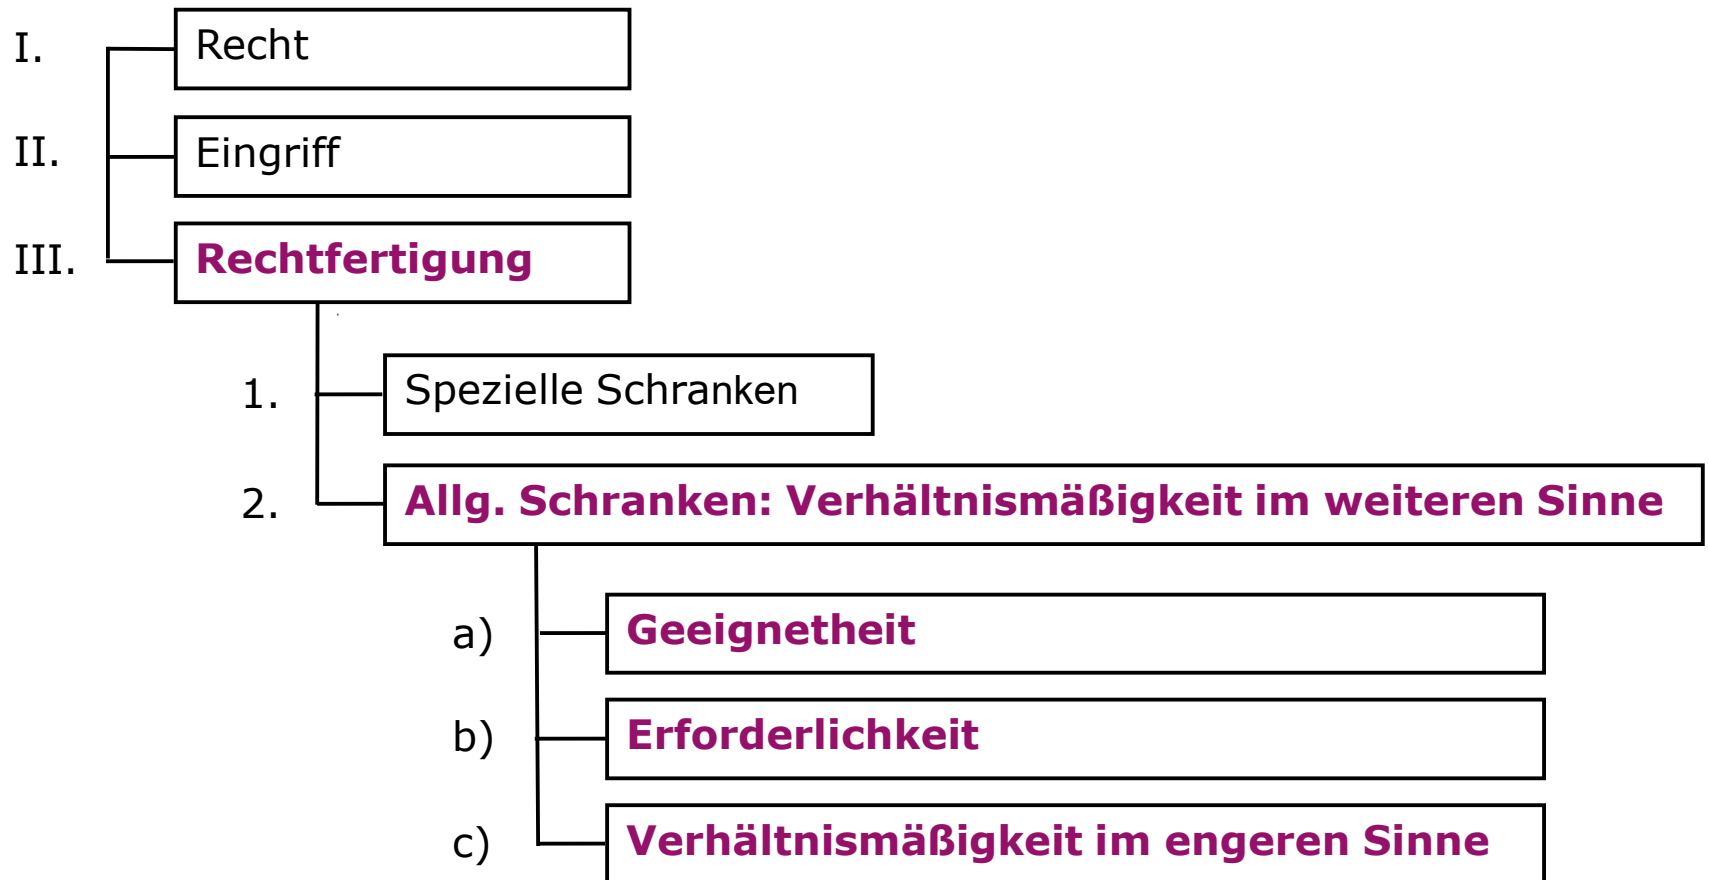 I. Recht
II. Eingriff
III. Rechtfertigung
1. Spezielle Schranken
2. Allg. Schranken: Verhältnismäßigkeit im weiteren Sinne
a) Geeignetheit
b) Erforderlichkeit
c) Verhältnismäßigkeit im engeren Sinne